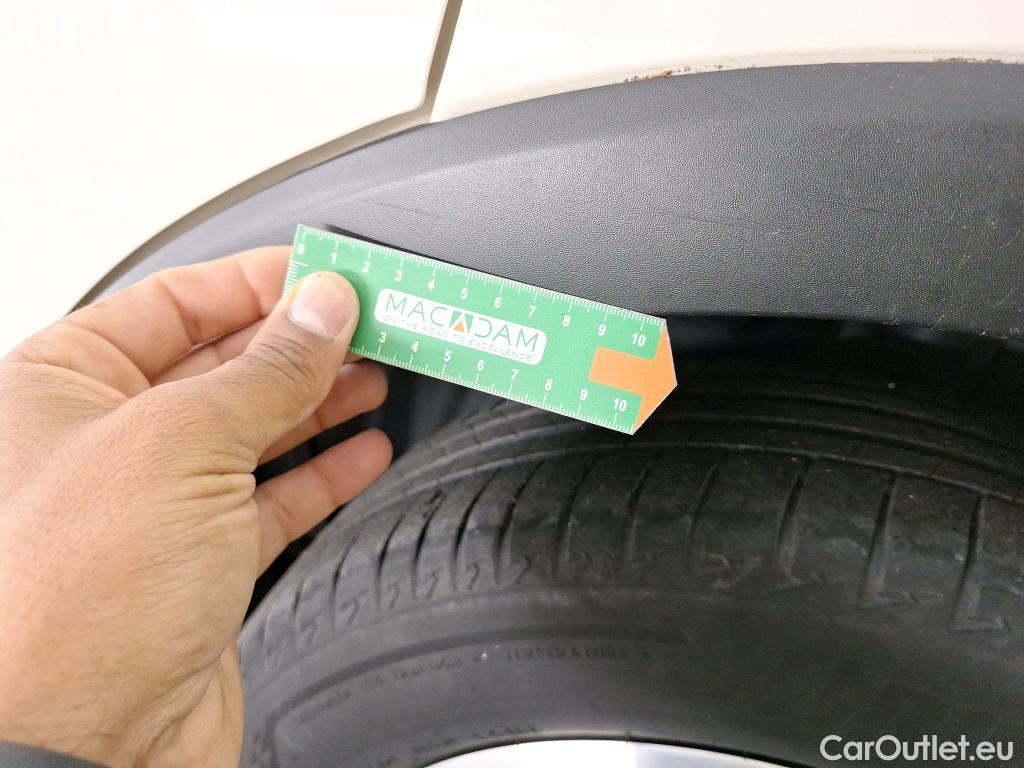 0 1 2 3 4 5 6 7 8 9 10
MACADAM
ON THE ROAD TO EXCELLENCE
3 4 5 6 7 8 9 10
TEMPERATURE A
CarOutlet.eu